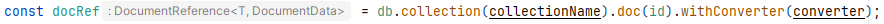 const docRef : DocumentReference<T, DocumentData>  = db.collection(collectionName).doc(id).withConverter(converter);